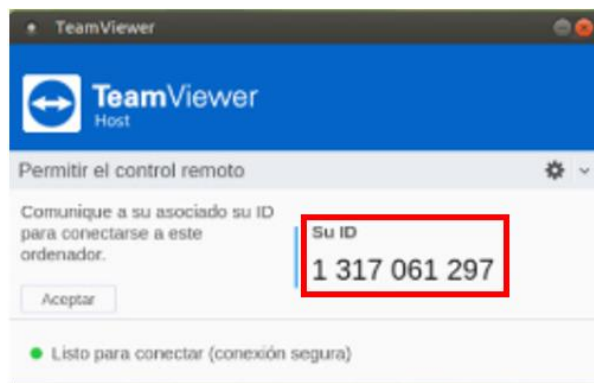 TeamViewer
TeamViewer
Host
Permitir el control remoto
Comunique a su asociado su ID
para conectarse a este
ordenador.
Aceptar
Su ID
1 317 061 297
Listo para conectar (conexión segura)